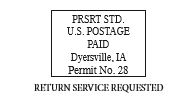 PRSRT STD.
U.S. POSTAGE
PAID
Dyersville, IA
Permit No. 28
RETURN SERVICE REQUESTED